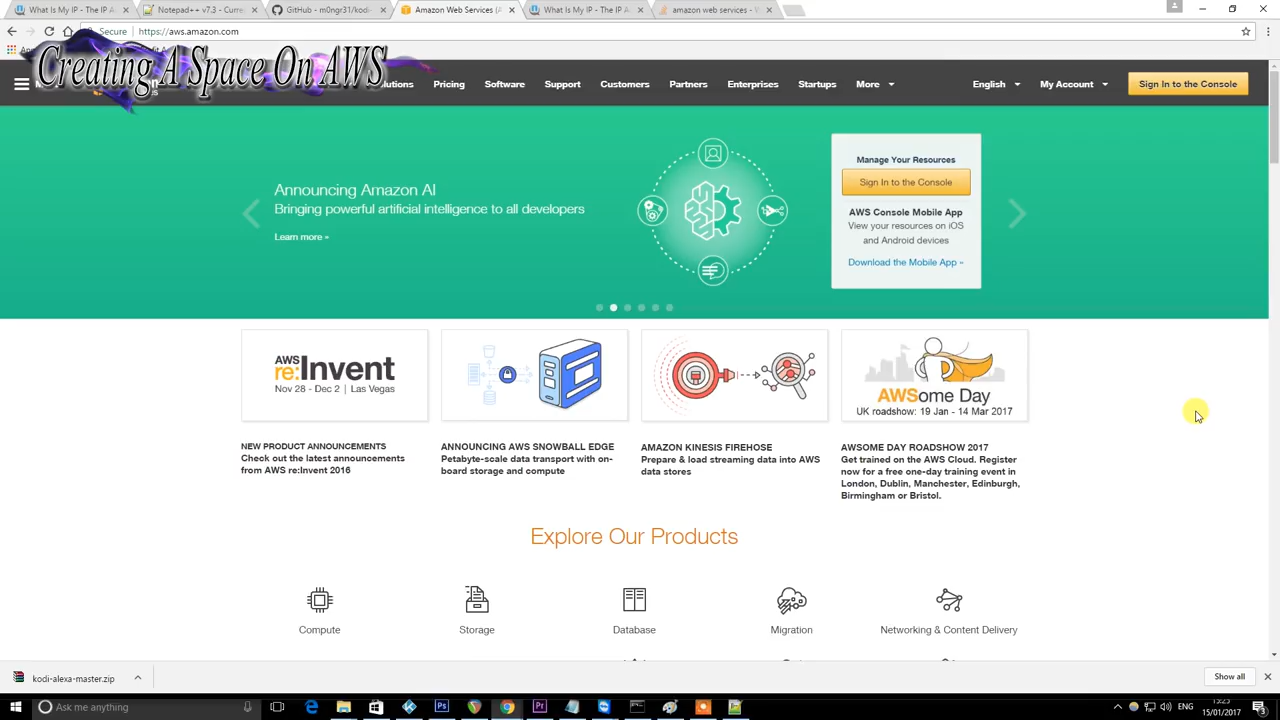 What Is My IP - The IP A
Notepad++ v7.3 - Curre
GitHub - m0ngr31/kodi-
Amazon Web Services (A
What Is My IP - The IP A
amazon web services -
Secure
https://aws.amazon.com
Creating A Space On AWS
Pricing
Software
Support
Customers
Partners
Enterprises
Startups
More
English
My Account
Sign In to the Console
Announcing Amazon AI
Bringing powerful artificial intelligence to all developers
Learn more »
Manage Your Resources
Sign In to the Console
AWS Console Mobile App
View your resources on iOS
and Android devices
Download the Mobile App »
AWS
re:Invent
Nov 28 - Dec 2 | Las Vegas
AWSome Day
UK roadshow: 19 Jan - 14 Mar 2017
NEW PRODUCT ANNOUNCEMENTS
Check out the latest announcements
from AWS re:Invent 2016
ANNOUNCING AWS SNOWBALL EDGE
Petabyte-scale data transport with on-
board storage and compute
AMAZON KINESIS FIREHOSE
Prepare & load streaming data into AWS
data stores
AWSOME DAY ROADSHOW 2017
Get trained on the AWS Cloud. Register
now for a free one-day training event in
London, Dublin, Manchester, Edinburgh,
Birmingham or Bristol.
Explore Our Products
Compute
Storage
Database
Migration
Networking & Content Delivery
kodi-alexa-master.zip
Show all
Ask me anything
15:25
15/01/2017